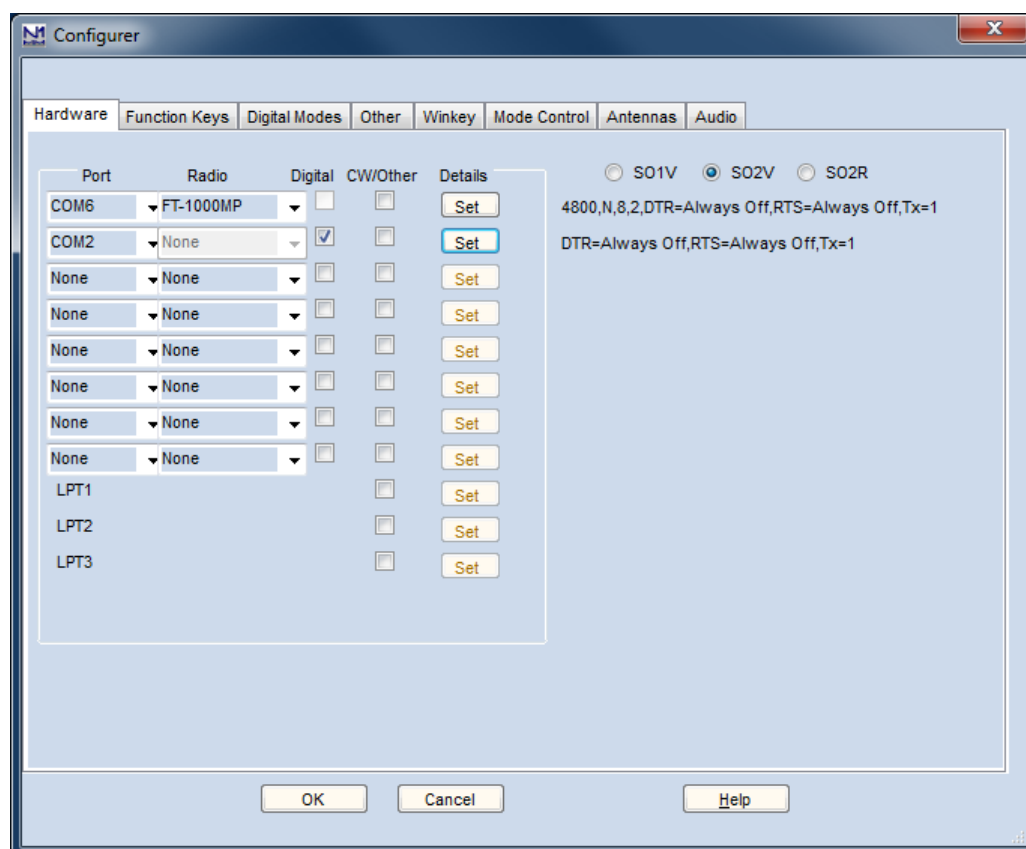 N1 Configurer
Hardware Function Keys Digital Modes Other Winkey Mode Control Antennas Audio
Port Radio Digital CW/Other Details SO1V SO2V SO2R
COM6 FT-1000MP Set 4800,N,8,2,DTR=Always Off,RTS=Always Off,Tx=1
COM2 None Set DTR=Always Off,RTS=Always Off,Tx=1
None None Set
None None Set
None None Set
None None Set
None None Set
None None Set
LPT1 Set
LPT2 Set
LPT3 Set
OK Cancel Help